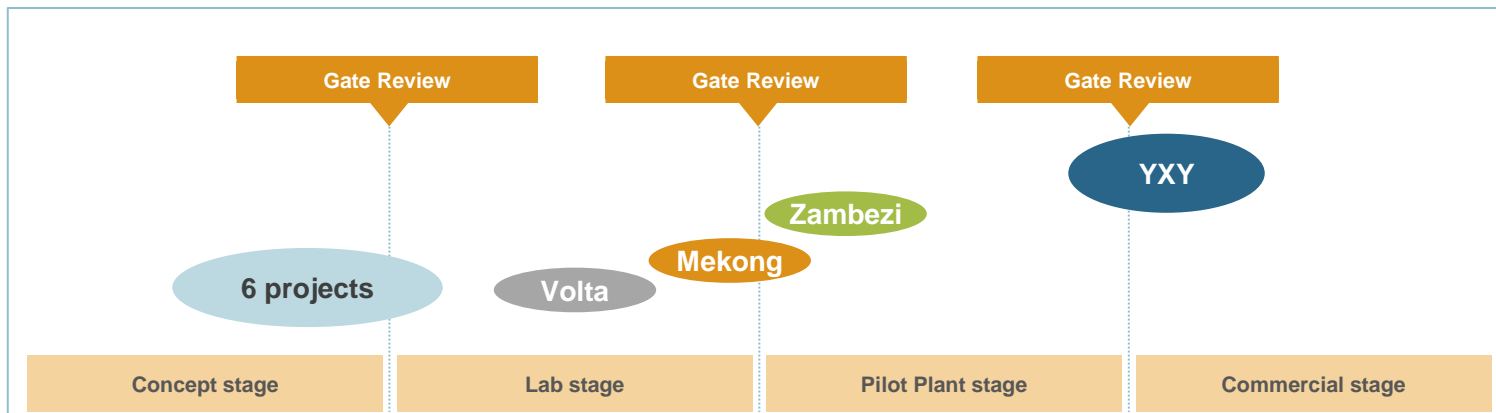 Gate Review
Gate Review
Gate Review
YXY
Zambezi
Mekong
6 projects
Volta
Concept stage
Lab stage
Pilot Plant stage
Commercial stage